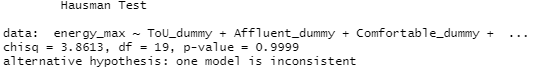 Hausman Test
data: energy_max ~ ToU_dummy + Affluent_dummy + Comfortable_dummy + ...
chisq = 3.8613, df = 19, p-value = 0.9999
alternative hypothesis: one model is inconsistent